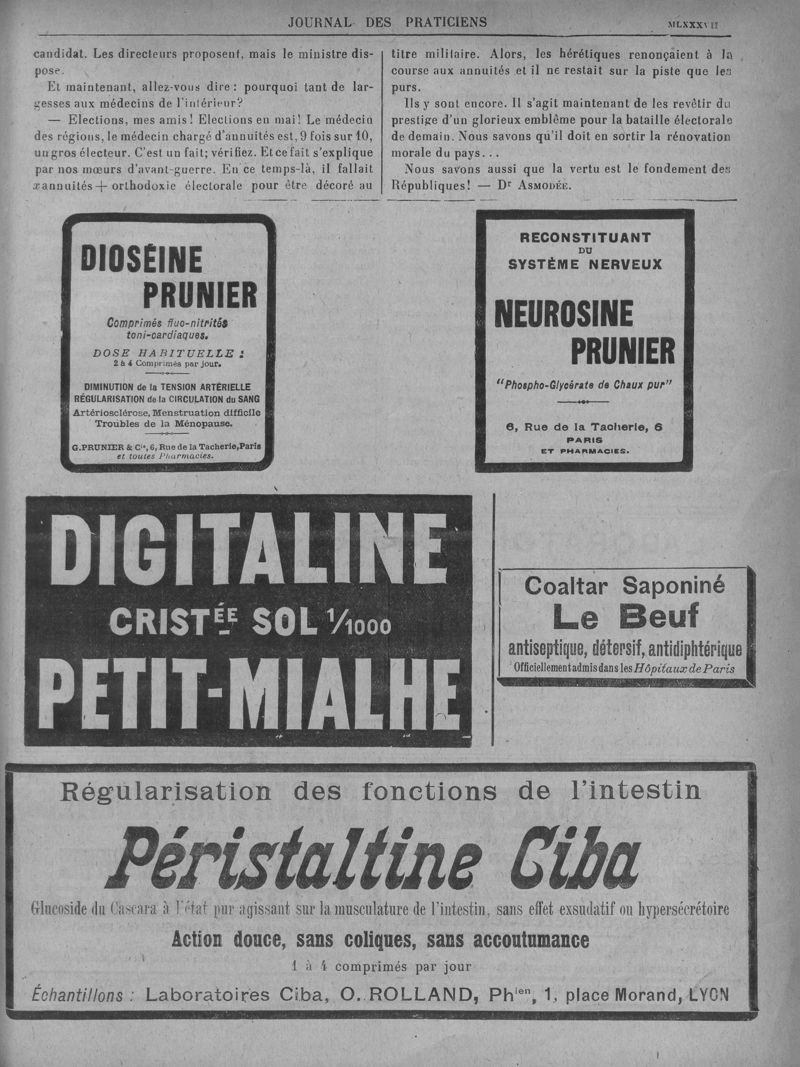 JOURNAL DES PRATICIENS
MLXXXVII
candidat. Les directeurs proposent, mais le ministre dis-
pose.
Et maintenant, allez-vous dire : pourquoi tant de lar-
gesses aux médecins de l'intérieur?
— Elections, mes amis! Elections en mai! Le médecin
des régions, le médecin chargé d'annuités est, 9 fois sur 10,
un gros électeur. C'est un fait; vérifiez. Et ce fait s'explique
par nos mœurs d'avant-guerre. En ce temps-là, il fallait
x annuités + orthodoxie électorale pour être décoré au
titre militaire. Alors, les hérétiques renonçaient à la
course aux annuités et il ne restait sur la piste que les
purs.
Ils y sont encore. Il s'agit maintenant de les revêtir du
prestige d'un glorieux emblême pour la bataille électorale
de demain. Nous savons qu'il doit en sortir la rénovation
morale du pays...
Nous savons aussi que la vertu est le fondement des
Républiques! — Dr ASMODÉE.
DIOSÉINE
PRUNIER
Comprimés fluo-nitrités
toni-cardiaques.
DOSE HABITUELLE :
2 à 4 Comprimés par jour.
DIMINUTION de la TENSION ARTÉRIELLE
RÉGULARISATION de la CIRCULATION du SANG
Artériosclérose, Menstruation difficile
Troubles de la Ménopause.
G. PRUNIER & Cie, 6, Rue de la Tacherie, Paris
et toutes Pharmacies.
RECONSTITUANT
DU
SYSTÈME NERVEUX
NEUROSINE
PRUNIER
"Phospho-Glycérate de Chaux pur"
6, Rue de la Tacherie, 6
PARIS
ET PHARMACIES.
DIGITALINE
CRISTÉE SOL 1/1000
PETIT-MIALHE
Coaltar Saponiné
Le Beuf
antiseptique, détersif, antidiphtérique
Officiellement admis dans les Hôpitaux de Paris
Régularisation des fonctions de l'intestin
Péristaltine Ciba
Glucoside du Cascara à l'état pur agissant sur la musculature de l'intestin, sans effet exsudatif ou hypersécrétoire
Action douce, sans coliques, sans accoutumance
1 à 4 comprimés par jour
Échantillons : Laboratoires Ciba, O. ROLLAND, Phien, 1, place Morand, LYON